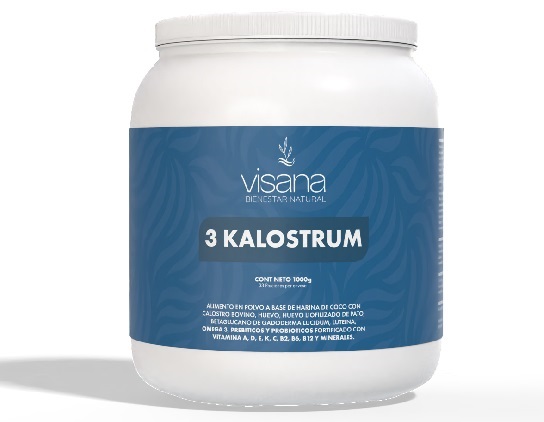 visana
BIENESTAR NATURAL
3 KALOSTRUM
CONT NETO 1000g
ALIMENTO EN POLVO A BASE DE HARINA DE COCO CON
CALOSTRO BOVINO, HUEVO, HUEVO LIOFILIZADO DE PATO,
BETAGLUCANO DE GADODERMA LUCIDUM, LUTEINA,
OMEGA 3, PREBIITICOS Y PROBIOTICOS FORTIFICADO CON
VITAMINA A, D, E, K, C, B2, B6, B12 Y MINERALES.